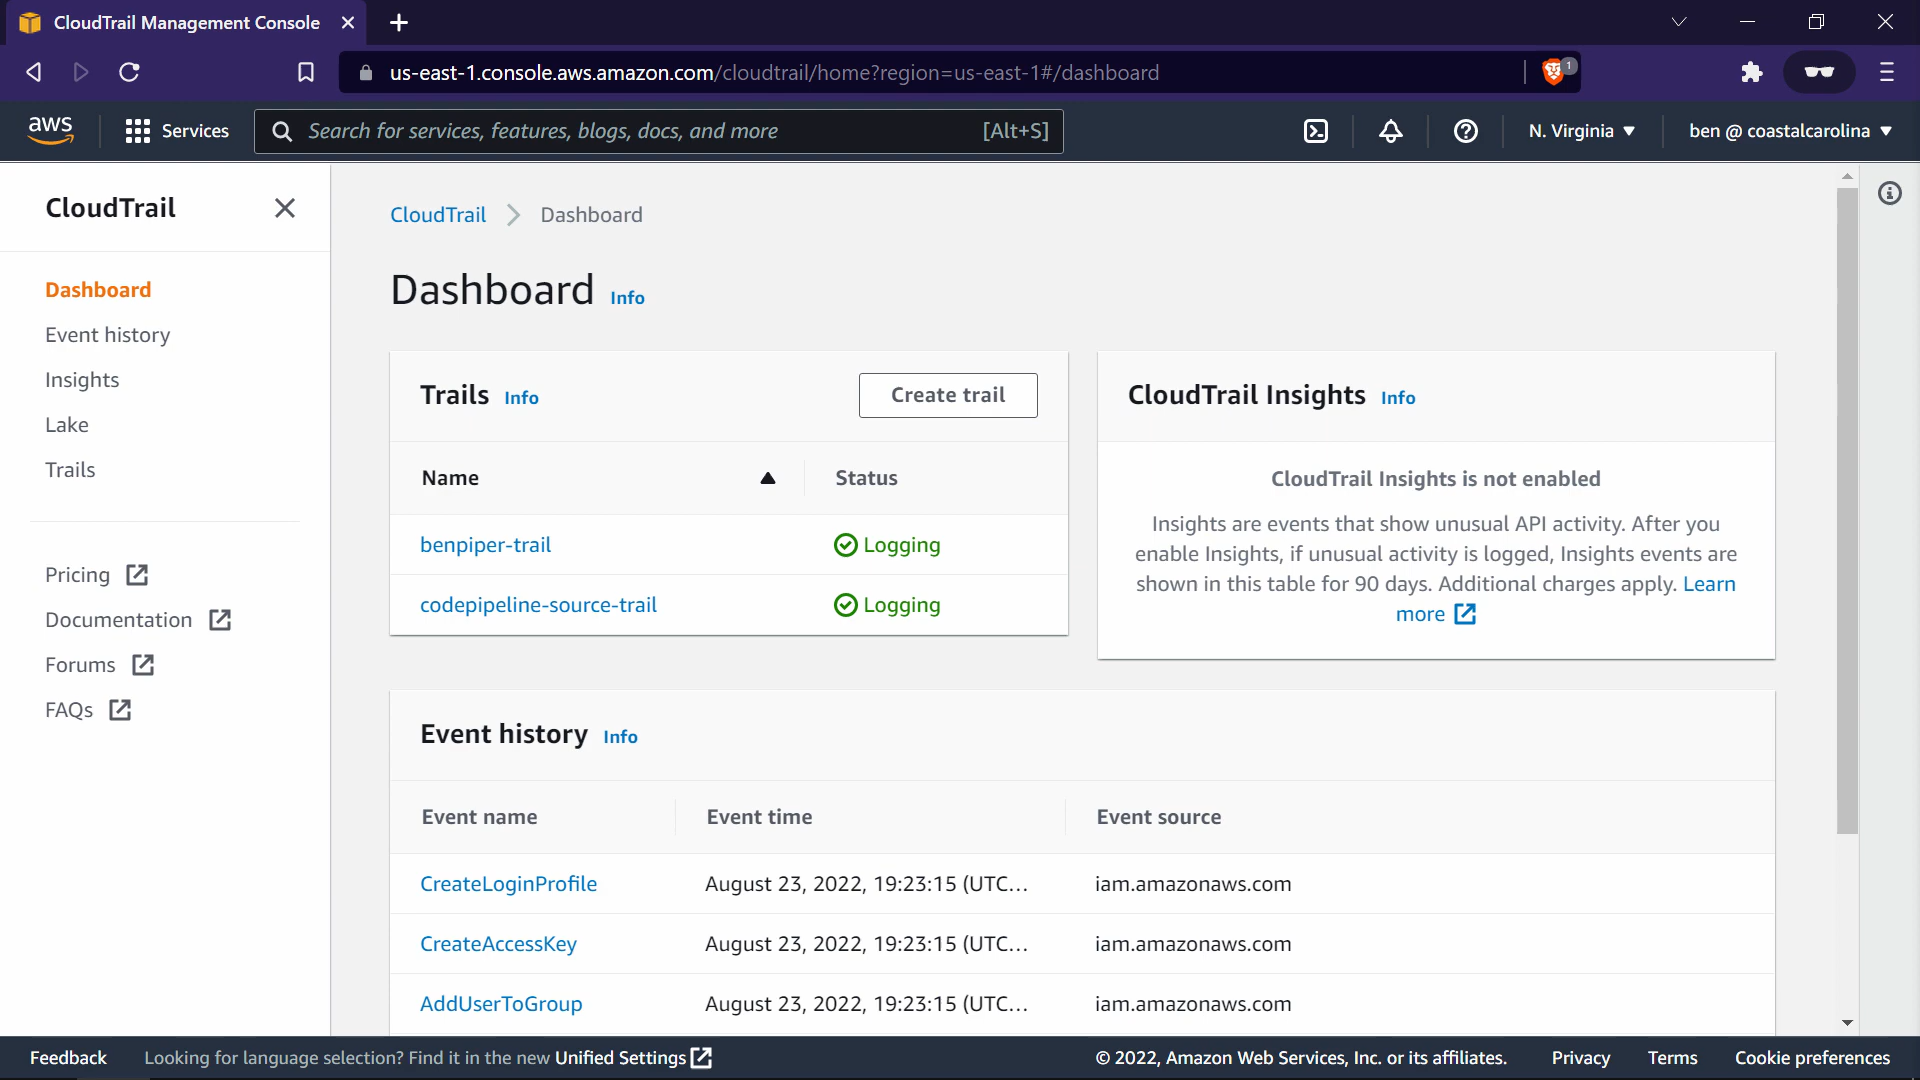 CloudTrail Management Console
us-east-1.console.aws.amazon.com/cloudtrail/home?region=us-east-1#/dashboard
1
aws
Services
Search for services, features, blogs, docs, and more
[Alt+S]
N. Virginia
ben @ coastalcarolina
CloudTrail
Dashboard
Event history
Insights
Lake
Trails
Pricing
Documentation
Forums
FAQs
CloudTrail
Dashboard
Dashboard Info
Trails Info
Create trail
Name
Status
benpiper-trail
Logging
codepipeline-source-trail
Logging
CloudTrail Insights Info
CloudTrail Insights is not enabled
Insights are events that show unusual API activity. After you
enable Insights, if unusual activity is logged, Insights events are
shown in this table for 90 days. Additional charges apply. Learn
more
Event history Info
Event name
Event time
Event source
CreateLoginProfile
August 23, 2022, 19:23:15 (UTC...
iam.amazonaws.com
CreateAccessKey
August 23, 2022, 19:23:15 (UTC...
iam.amazonaws.com
AddUserToGroup
August 23, 2022, 19:23:15 (UTC...
iam.amazonaws.com
Feedback
Looking for language selection? Find it in the new Unified Settings
© 2022, Amazon Web Services, Inc. or its affiliates.
Privacy
Terms
Cookie preferences